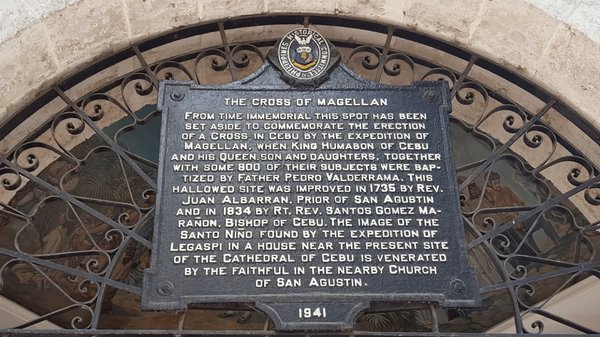 PHILIPPINES HISTORICAL COMMITTEE
THE CROSS OF MAGELLAN
FROM TIME IMMEMORIAL THIS SPOT HAS BEEN
SET ASIDE TO COMMEMORATE THE ERECTION
OF A CROSS IN CEBU BY THE EXPEDITION OF
MAGELLAN, WHEN KING HUMABON OF CEBU
AND HIS QUEEN, SON AND DAUGHTERS, TOGETHER
WITH SOME 800 OF THEIR SUBJECTS WERE BAP-
TIZED BY FATHER PEDRO VALDERRAMA. THIS
HALLOWED SITE WAS IMPROVED IN 1735 BY REV.
JUAN ALBARRAN, PRIOR OF SAN AGUSTIN
AND IN 1834 BY RT. REV. SANTOS GOMEZ MA-
RANON, BISHOP OF CEBU. THE IMAGE OF THE
SANTO NINO FOUND BY THE EXPEDITION OF
LEGASPI IN A HOUSE NEAR THE PRESENT SITE
OF THE CATHEDRAL OF CEBU IS VENERATED
BY THE FAITHFUL IN THE NEARBY CHURCH
OF SAN AGUSTIN.
1941